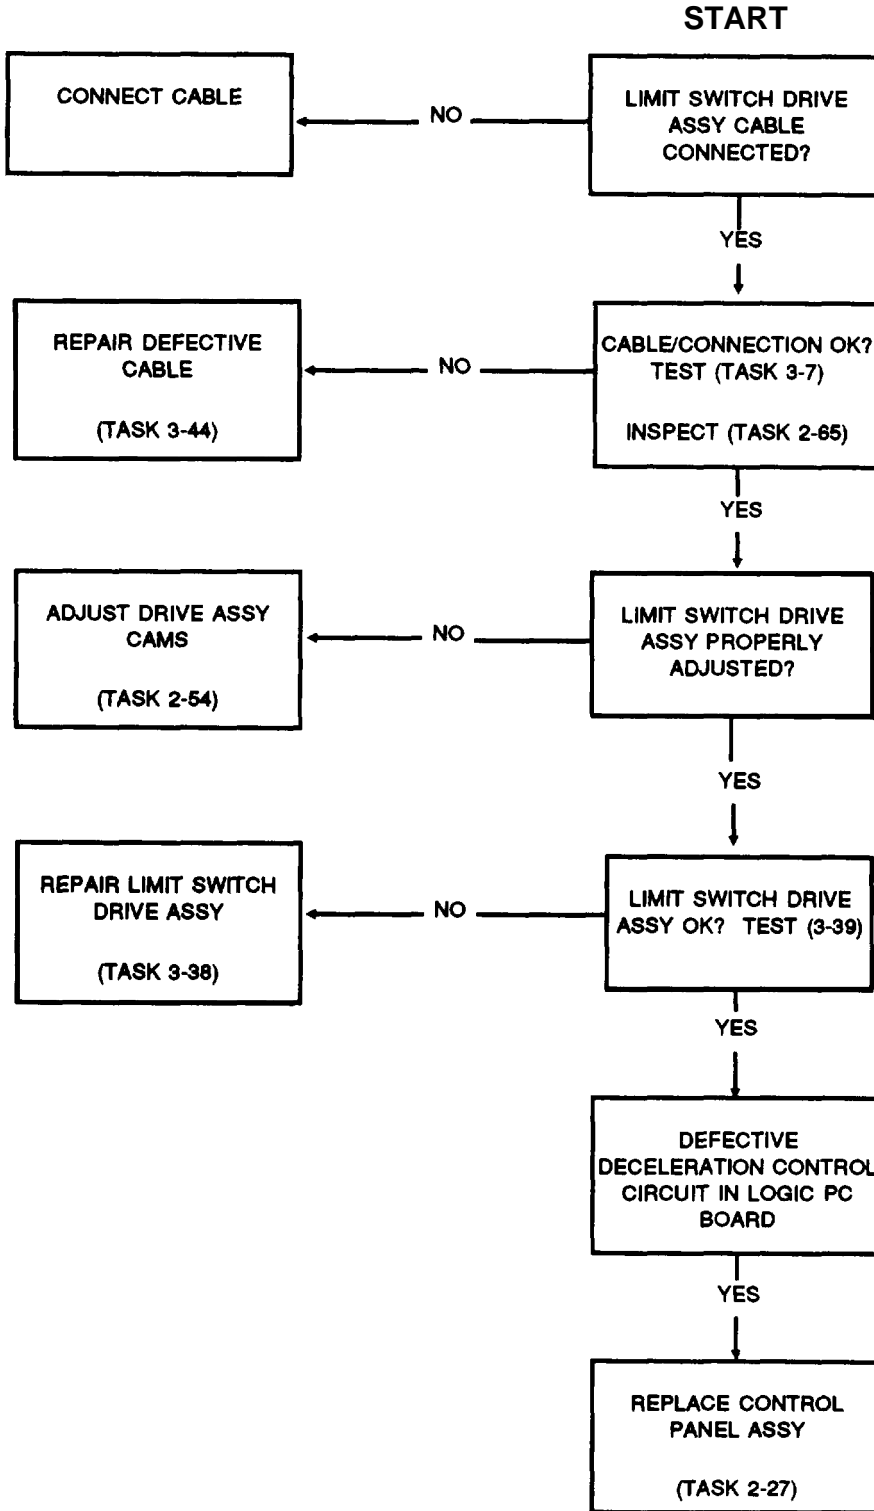 START
CONNECT CABLE
NO
LIMIT SWITCH DRIVE
ASSY CABLE
CONNECTED?
YES
REPAIR DEFECTIVE
CABLE
(TASK 3-44)
NO
CABLE/CONNECTION OK?
TEST (TASK 3-7)
INSPECT (TASK 2-65)
YES
ADJUST DRIVE ASSY
CAMS
(TASK 2-54)
NO
LIMIT SWITCH DRIVE
ASSY PROPERLY
ADJUSTED?
YES
REPAIR LIMIT SWITCH
DRIVE ASSY
(TASK 3-38)
NO
LIMIT SWITCH DRIVE
ASSY OK? TEST (3-39)
YES
DEFECTIVE
DECELERATION CONTROL
CIRCUIT IN LOGIC PC
BOARD
YES
REPLACE CONTROL
PANEL ASSY
(TASK 2-27)